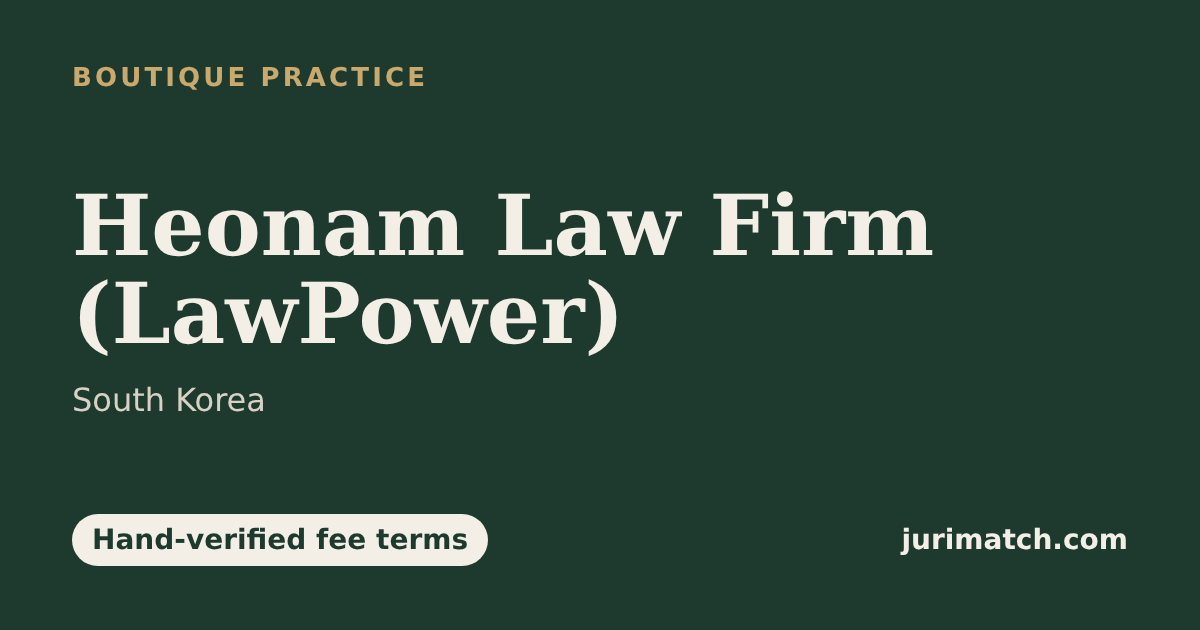 BOUTIQUE PRACTICE
Heonam Law Firm
(LawPower)
South Korea
Hand-verified fee terms
jurimatch.com